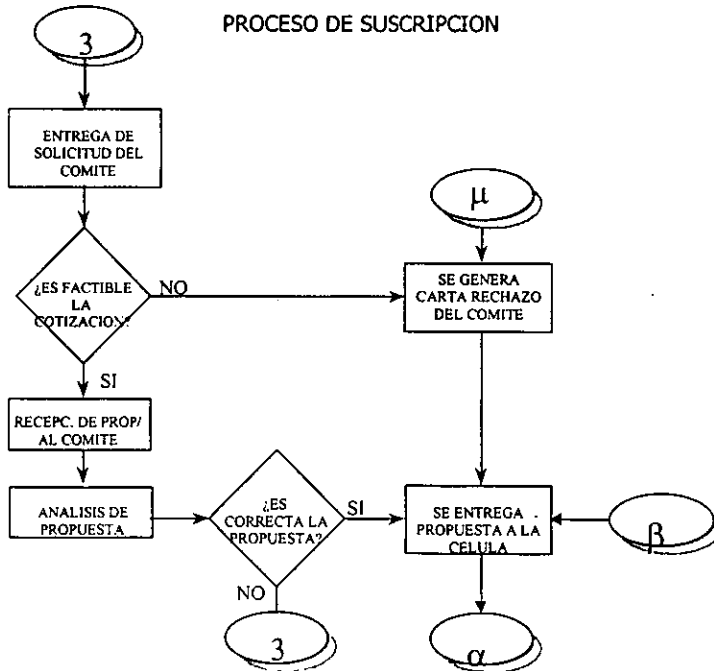 PROCESO DE SUSCRIPCION
3
ENTREGA DE
SOLICITUD DEL
COMITE
μ
¿ES FACTIBLE
LA
COTIZACION?
NO
SE GENERA
CARTA RECHAZO
DEL COMITE
SI
RECEPC. DE PROP/
AL COMITE
ANALISIS DE
PROPUESTA
¿ES
CORRECTA LA
PROPUESTA?
SI
SE ENTREGA
PROPUESTA A LA
CELULA
β
NO
3
α